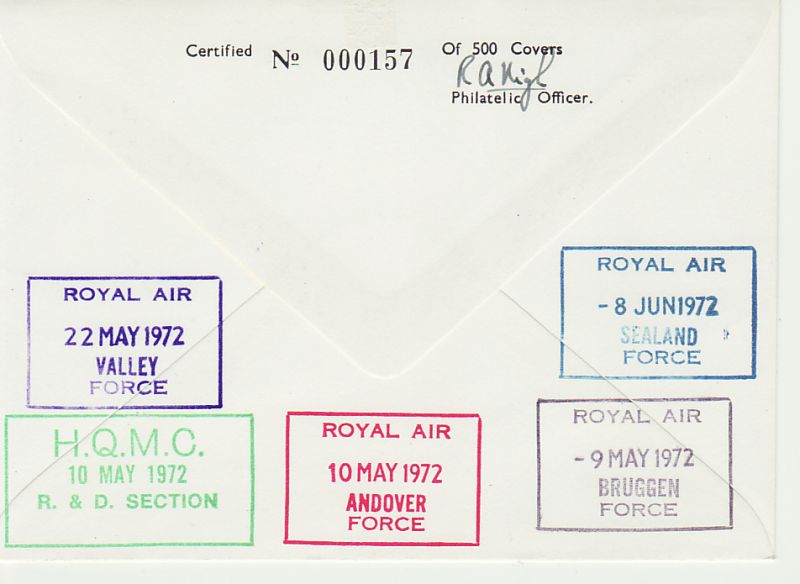 Certified Nº 000157 Of 500 Covers
Philatelic Officer.
ROYAL AIR
22 MAY 1972
VALLEY
FORCE
ROYAL AIR
-8 JUN 1972
SEALAND
FORCE
H.Q.M.C.
10 MAY 1972
R. & D. SECTION
ROYAL AIR
10 MAY 1972
ANDOVER
FORCE
ROYAL AIR
-9 MAY 1972
BRUGGEN
FORCE